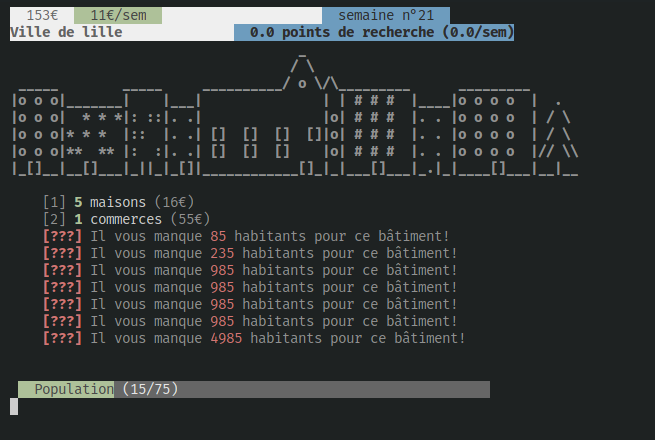 153€ 11€/sem semaine n°21
Ville de lille 0.0 points de recherche (0.0/sem)
[1] 5 maisons (16€)
[2] 1 commerces (55€)
[???] Il vous manque 85 habitants pour ce bâtiment!
[???] Il vous manque 235 habitants pour ce bâtiment!
[???] Il vous manque 985 habitants pour ce bâtiment!
[???] Il vous manque 985 habitants pour ce bâtiment!
[???] Il vous manque 985 habitants pour ce bâtiment!
[???] Il vous manque 985 habitants pour ce bâtiment!
[???] Il vous manque 4985 habitants pour ce bâtiment!
Population (15/75)